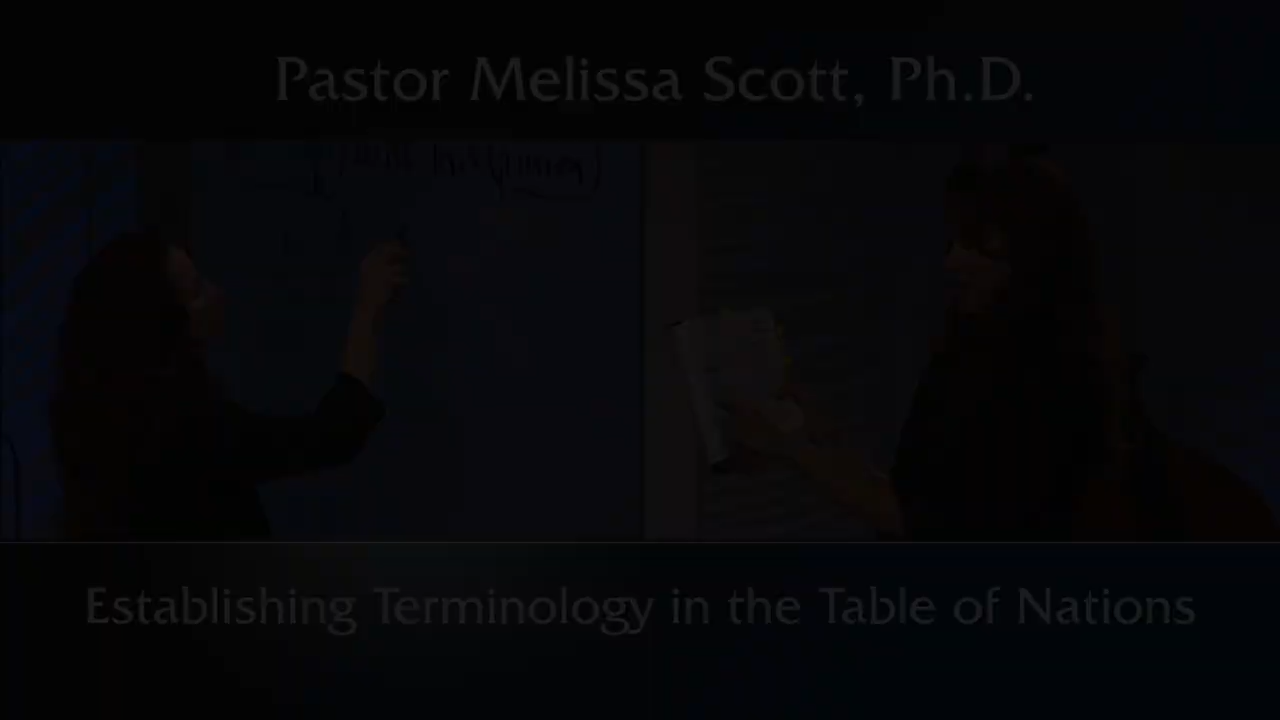 Pastor Melissa Scott, Ph.D.
Establishing Terminology in the Table of Nations